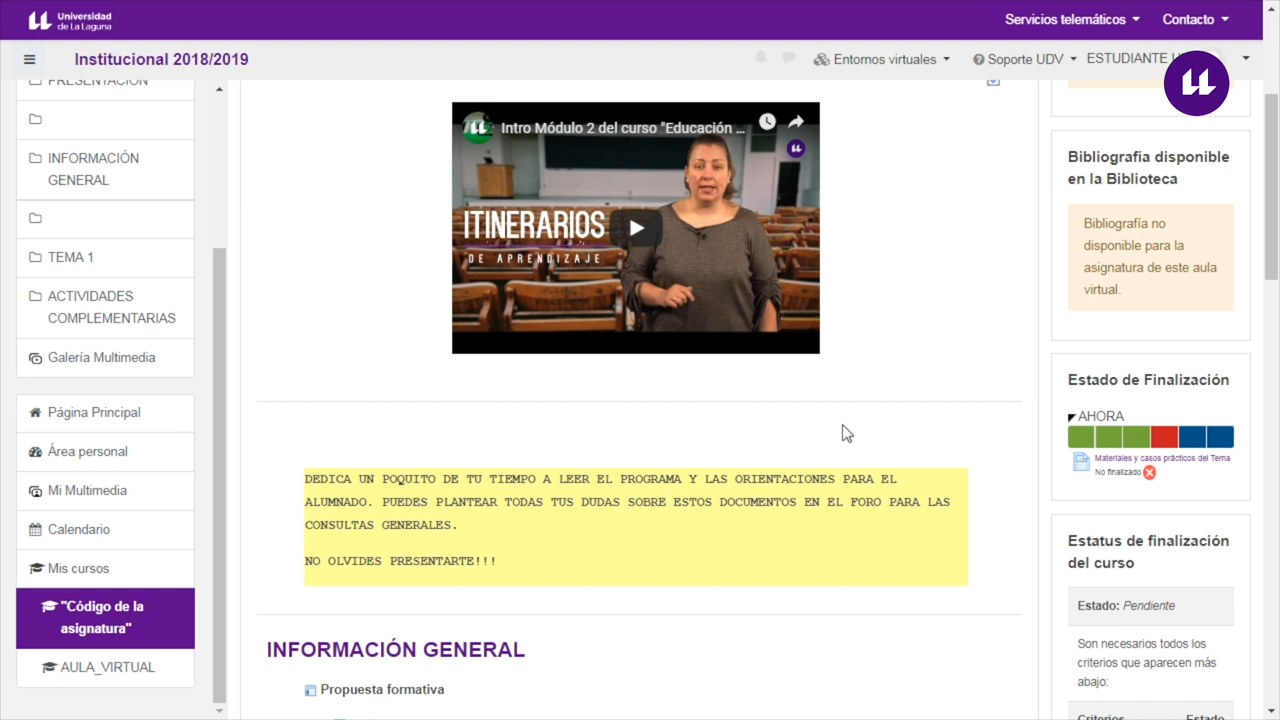 Universidad
de La Laguna
Servicios telemáticos
Contacto
Institucional 2018/2019
Entornos virtuales
Soporte UDV
ESTUDIANTE
PRESENTACIÓN
INFORMACIÓN
GENERAL
TEMA 1
ACTIVIDADES
COMPLEMENTARIAS
Galería Multimedia
Página Principal
Área personal
Mi Multimedia
Calendario
Mis cursos
"Código de la
asignatura"
AULA_VIRTUAL
Intro Módulo 2 del curso "Educación ...
ITINERARIOS
DE APRENDIZAJE
DEDICA UN POQUITO DE TU TIEMPO A LEER EL PROGRAMA Y LAS ORIENTACIONES PARA EL
ALUMNADO. PUEDES PLANTEAR TODAS TUS DUDAS SOBRE ESTOS DOCUMENTOS EN EL FORO PARA LAS
CONSULTAS GENERALES.
NO OLVIDES PRESENTARTE!!!
INFORMACIÓN GENERAL
Propuesta formativa
Bibliografía disponible
en la Biblioteca
Bibliografía no
disponible para la
asignatura de este aula
virtual.
Estado de Finalización
AHORA
Materiales y casos prácticos del Tema
No finalizado
Estatus de finalización
del curso
Estado: Pendiente
Son necesarios todos los
criterios que aparecen más
abajo:
Criterios
Estado